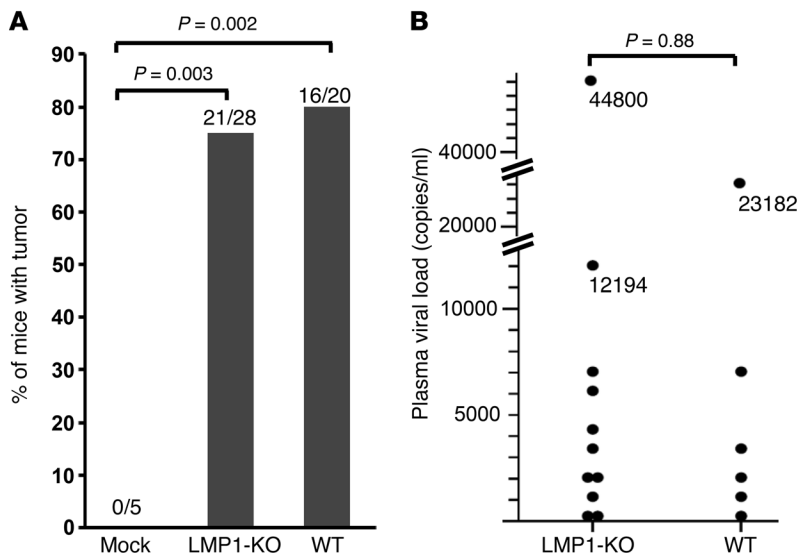 A
P = 0.002
P = 0.003
% of mice with tumor
90
80
70
60
50
40
30
20
10
0
0/5
21/28
16/20
Mock
LMP1-KO
WT
B
P = 0.88
Plasma viral load (copies/ml)
40000
20000
10000
5000
44800
23182
12194
LMP1-KO
WT